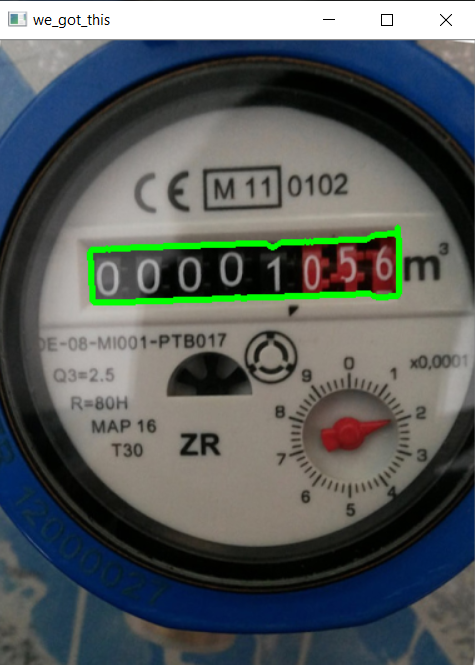 we_got_this
CE M 11 0102
00001056 m³
DE-08-MI001-PTB017
Q3=2.5
R=80H
MAP 16
T30
ZR
x0,0001
0
1
2
3
4
5
6
7
8
9
12000027